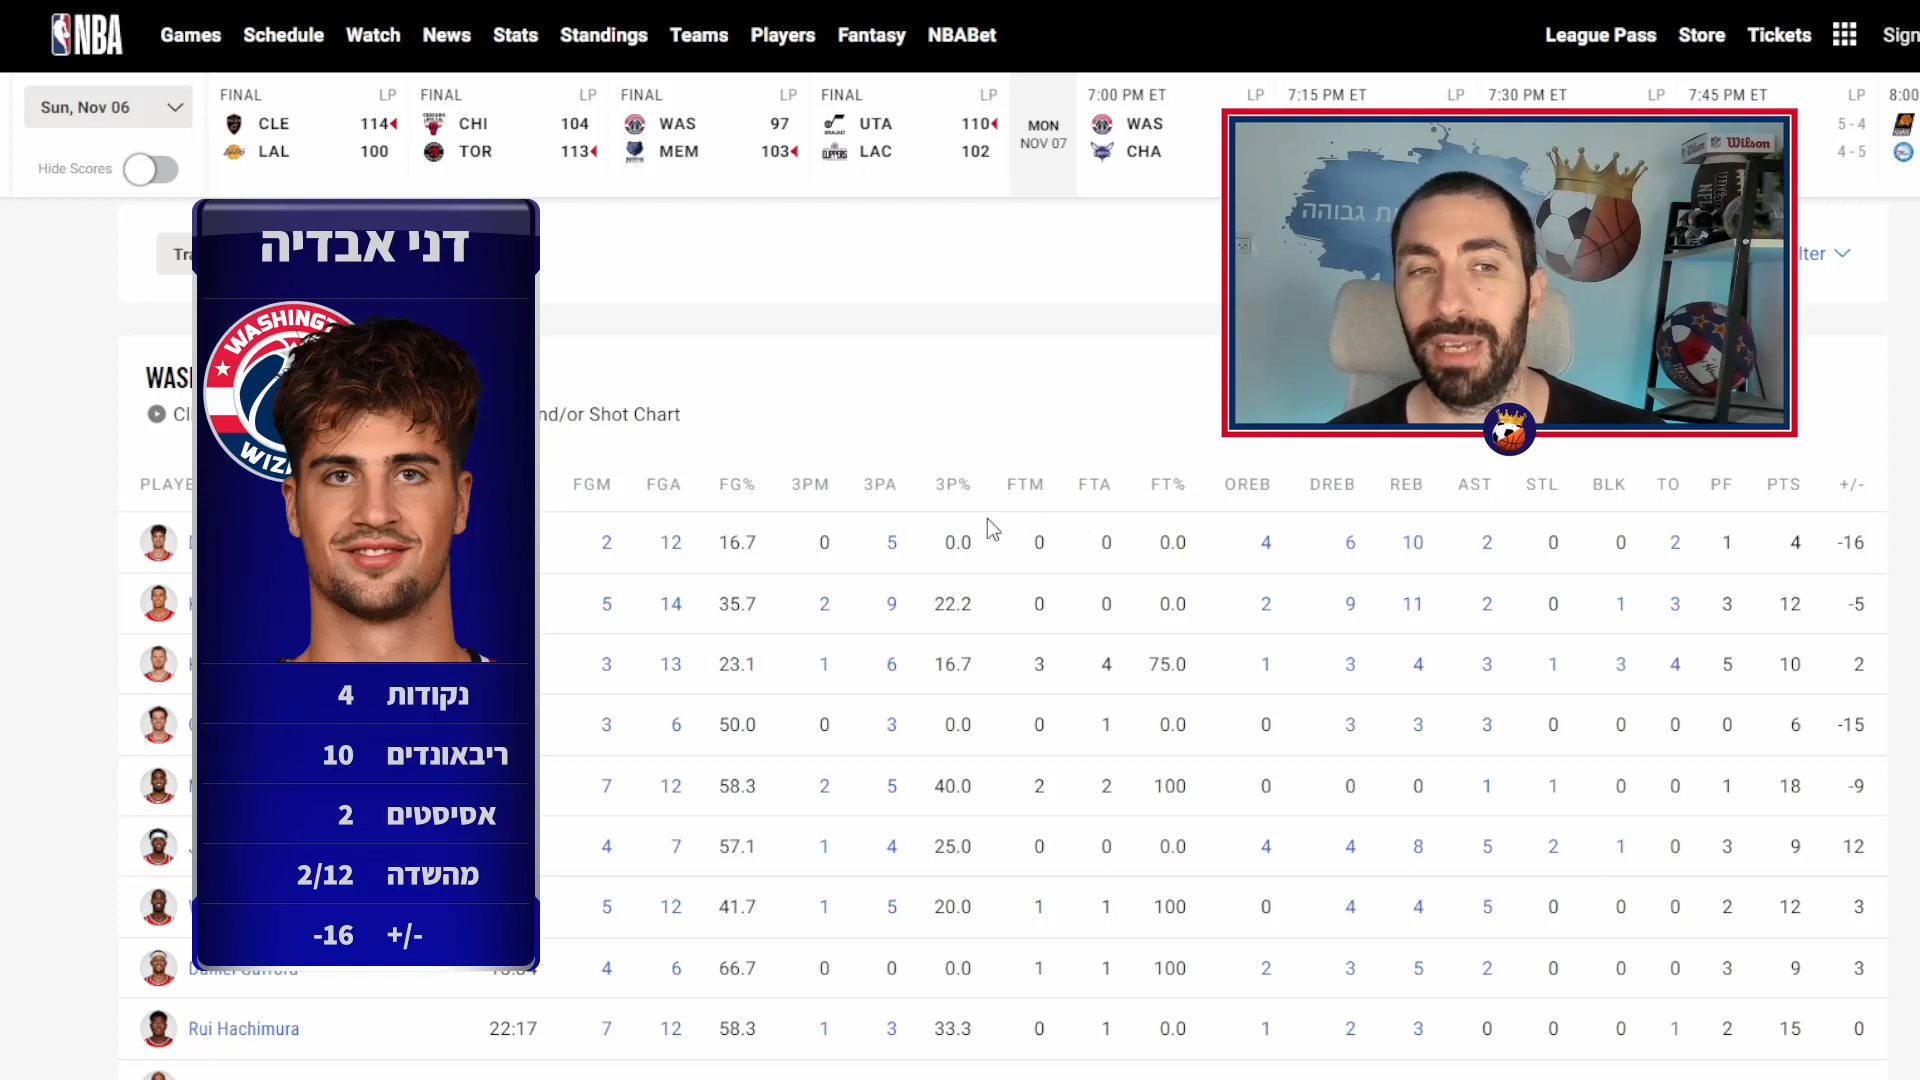 NBA Games Schedule Watch News Stats Standings Teams Players Fantasy NBABet League Pass Store Tickets Sign
Sun, Nov 06
Hide Scores
FINAL LP
CLE 114
LAL 100
FINAL LP
CHI 104
TOR 113
FINAL LP
WAS 97
MEM 103
FINAL LP
UTA 110
LAC 102
MON
NOV 07
7:00 PM ET LP
WAS
CHA
7:15 PM ET LP
7:30 PM ET LP
7:45 PM ET LP
5 - 4
4 - 5
8:00
דני אבדיה
WASHINGT
WIZ
נקודות 4
ריבאונדים 10
אסיסטים 2
מהשדה 2/12
+/- -16
ת גבוהה
Wilson
NFL
lter
Tra
WAS
Cl
nd/or Shot Chart
PLAYE FGM FGA FG% 3PM 3PA 3P% FTM FTA FT% OREB DREB REB AST STL BLK TO PF PTS +/-
2 12 16.7 0 5 0.0 0 0 0.0 4 6 10 2 0 0 2 1 4 -16
5 14 35.7 2 9 22.2 0 0 0.0 2 9 11 2 0 1 3 3 12 -5
3 13 23.1 1 6 16.7 3 4 75.0 1 3 4 3 1 3 4 5 10 2
3 6 50.0 0 3 0.0 0 1 0.0 0 3 3 3 0 0 0 0 6 -15
7 12 58.3 2 5 40.0 2 2 100 0 0 0 1 1 0 0 1 18 -9
4 7 57.1 1 4 25.0 0 0 0.0 4 4 8 5 2 1 0 3 9 12
5 12 41.7 1 5 20.0 1 1 100 0 4 4 5 0 0 0 2 12 3
4 6 66.7 0 0 0.0 1 1 100 2 3 5 2 0 0 0 3 9 3
Rui Hachimura 22:17 7 12 58.3 1 3 33.3 0 1 0.0 1 2 3 0 0 0 1 2 15 0